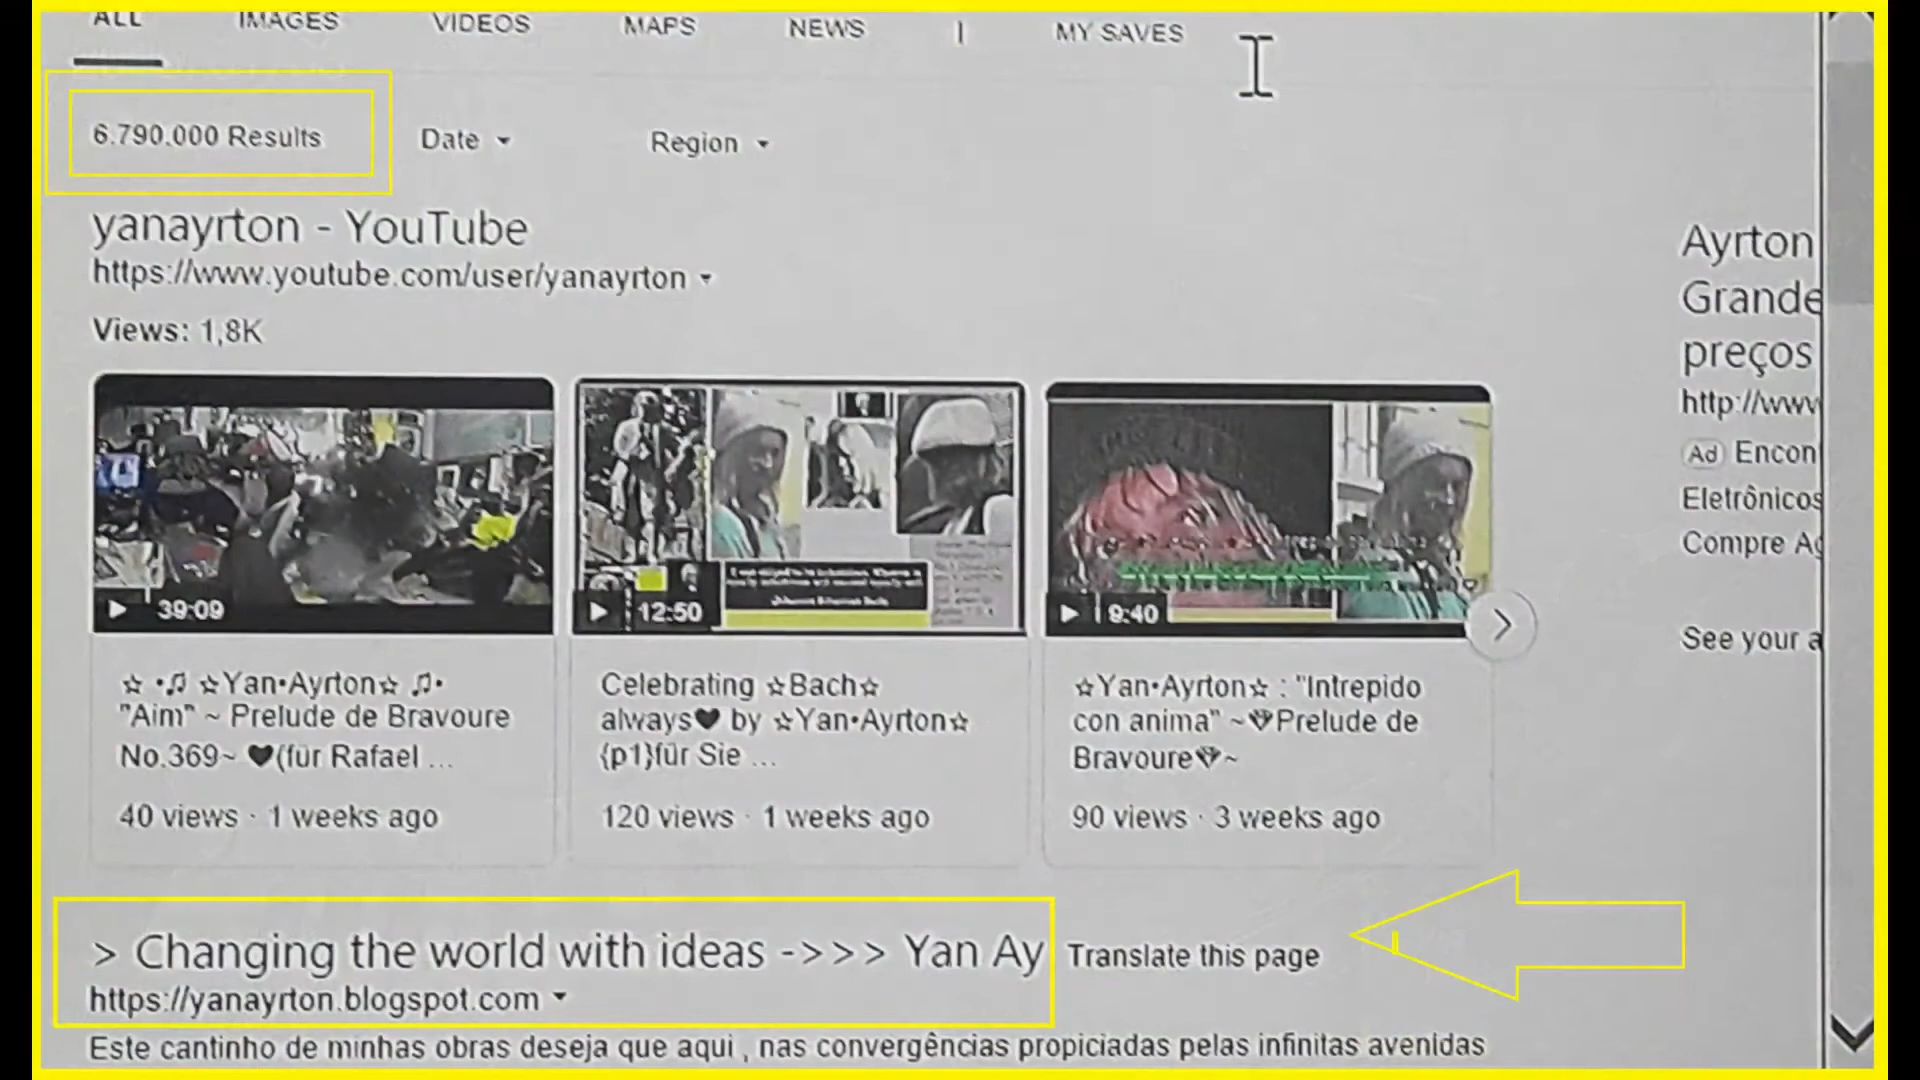 ALL IMAGES VIDEOS MAPS NEWS | MY SAVES
6.790.000 Results Date Region
yanayrton - YouTube
https://www.youtube.com/user/yanayrton
Views: 1,8K
39:09
12:50
9:40
☆ •♫ ☆Yan•Ayrton☆ ♫•
"Aim" ~ Prelude de Bravoure
No.369~ ♥(für Rafael ...
40 views · 1 weeks ago
Celebrating ☆Bach☆
always♥ by ☆Yan•Ayrton☆
{p1}für Sie ...
120 views · 1 weeks ago
☆Yan•Ayrton☆ : "Intrepido
con anima" ~💎Prelude de
Bravoure💎~
90 views · 3 weeks ago
> Changing the world with ideas ->>> Yan Ay Translate this page
https://yanayrton.blogspot.com
Este cantinho de minhas obras deseja que aqui , nas convergências propiciadas pelas infinitas avenidas
Ayrton
Grande
preços
http://www
Ad Encon
Eletrônicos
Compre Ag
See your a